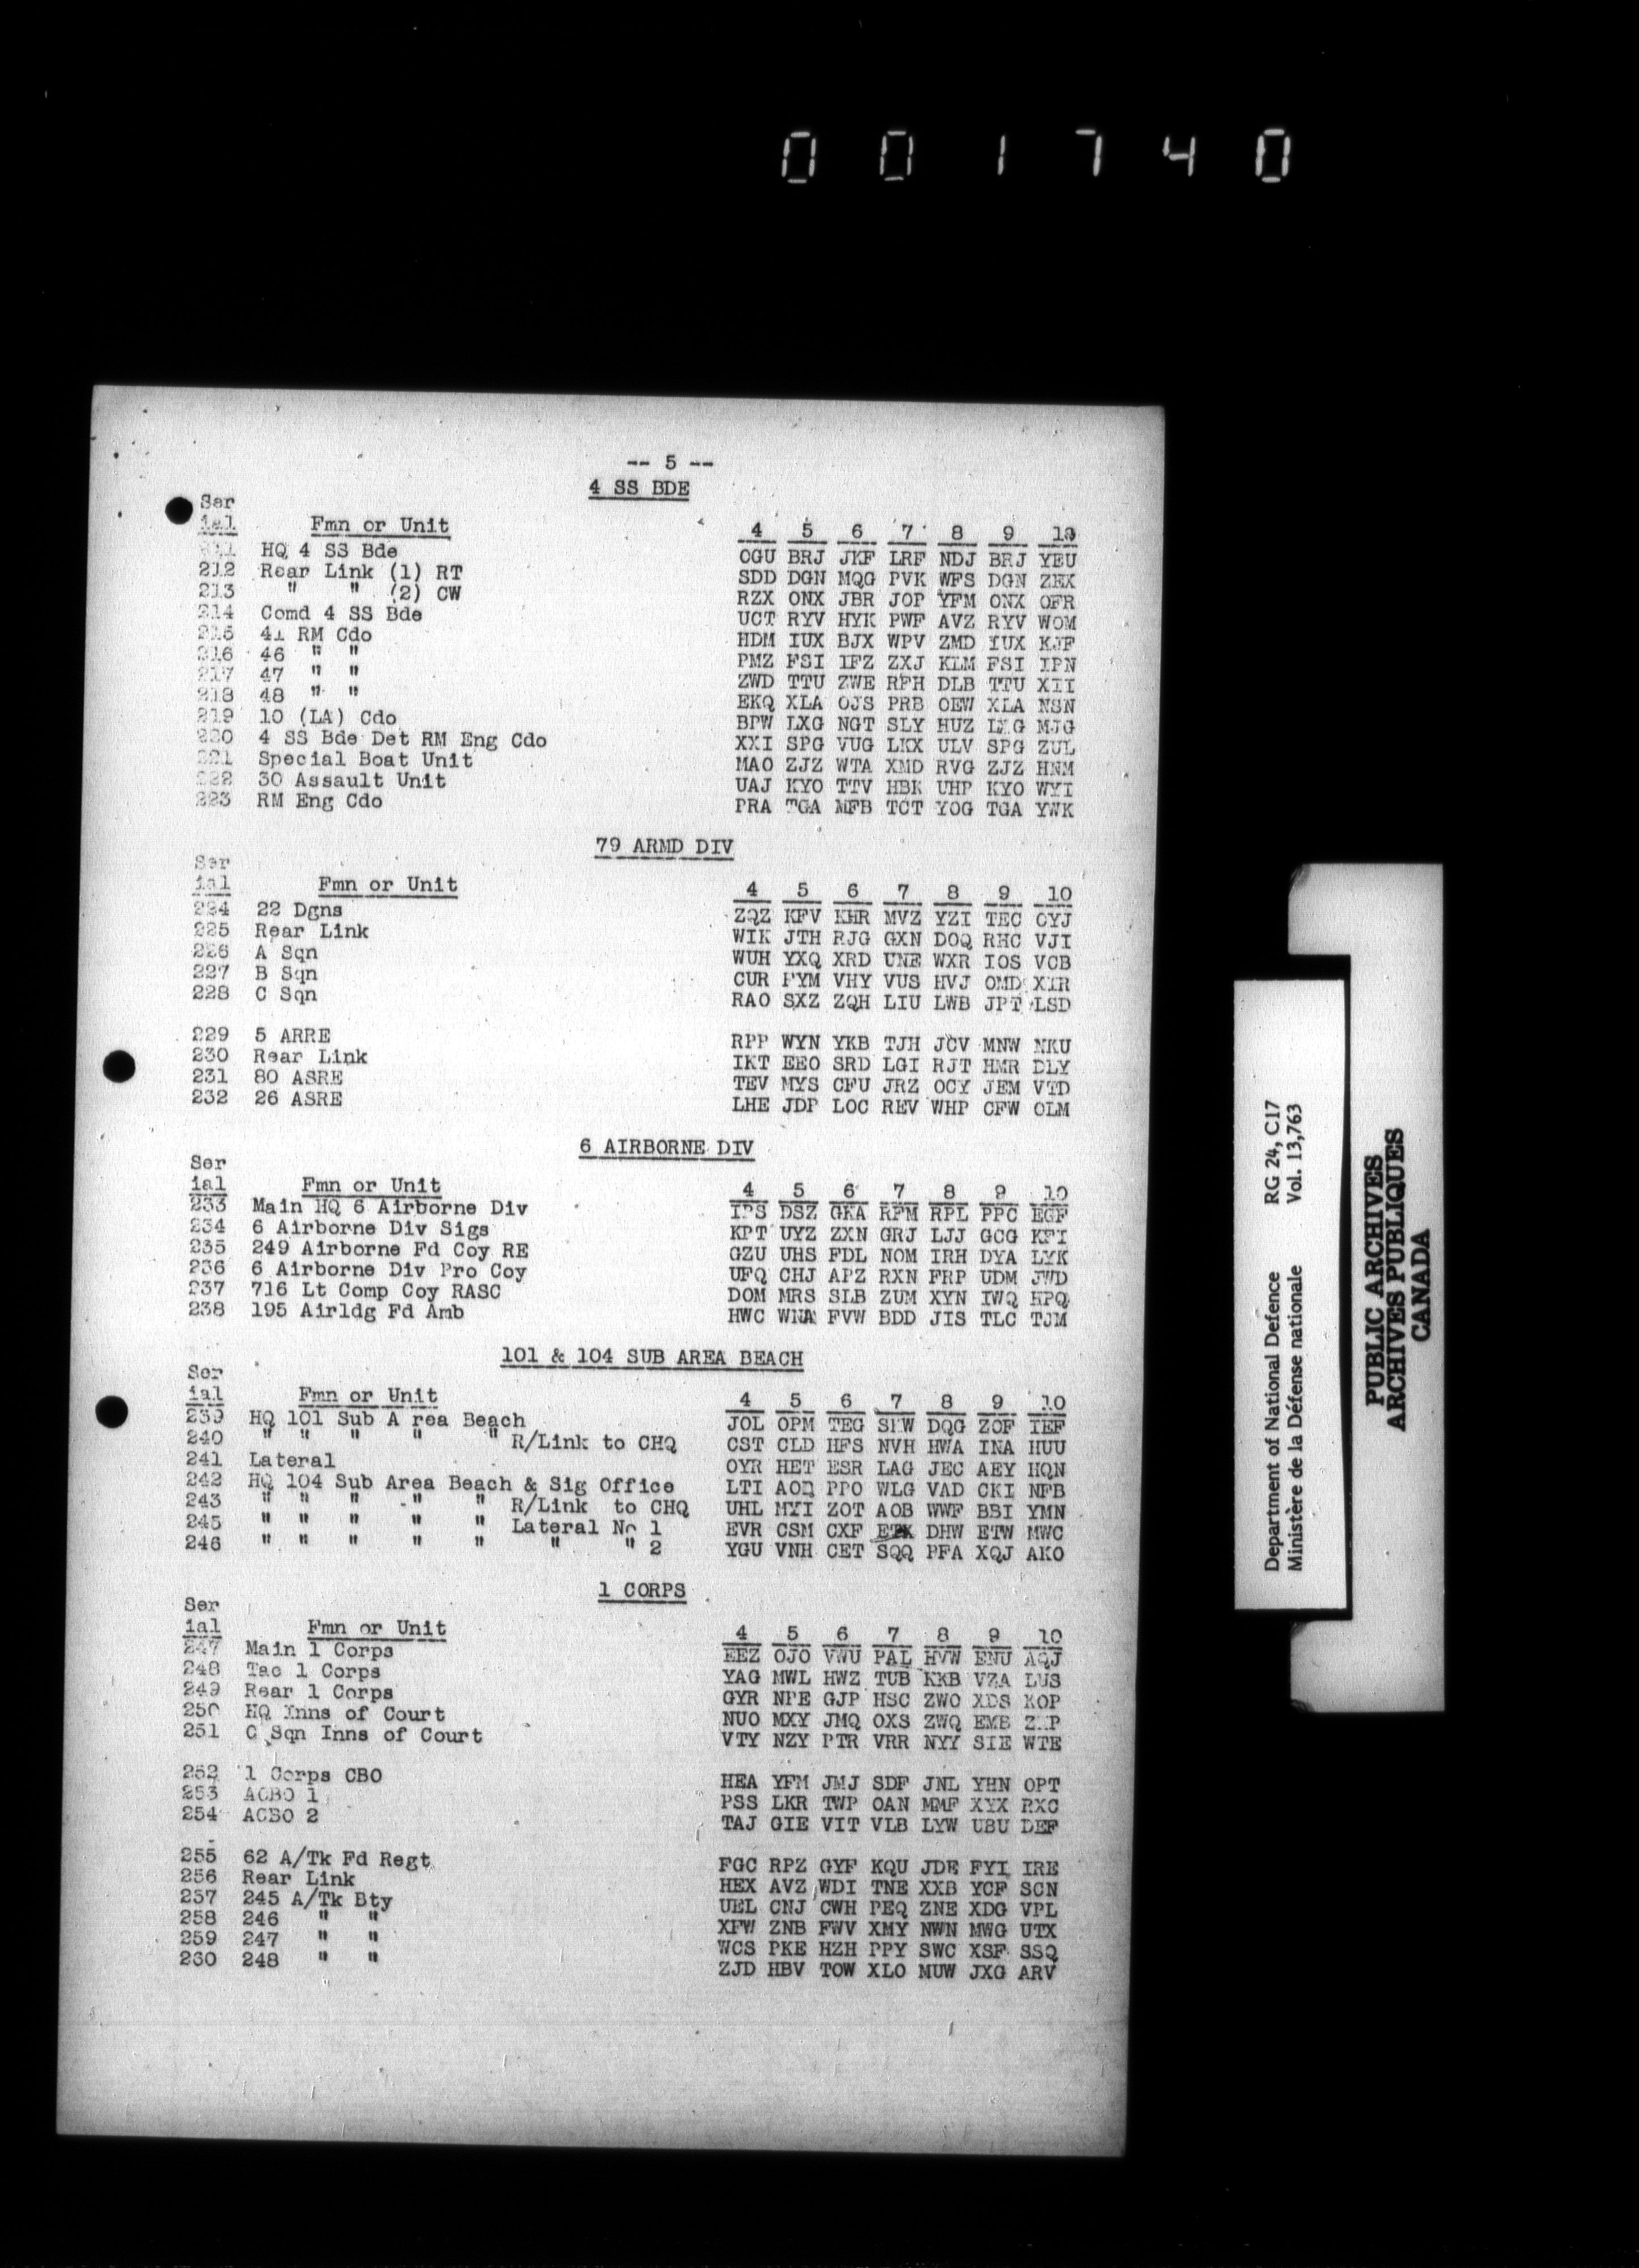 001740
-- 5 --
4 SS BDE
Ser
ial Fmn or Unit 4 5 6 7 8 9 10
HQ 4 SS Bde OGU BRJ JKF LRF NDJ BRJ YEU
212 Rear Link (1) RT SDD DGN MQG PVK WFS DGN ZEX
213 " " (2) CW RZX ONX JBR JOP YFM ONX OFR
214 Comd 4 SS Bde UCT RYV HYK PWF AVZ RYV WOM
215 41 RM Cdo HDM IUX BJX WPV ZMD IUX KJF
216 46 " " PMZ FSI IFZ ZXJ KLM FSI IPN
217 47 " " ZWD TTU ZWE RPH DLB TTU XII
218 48 " " EKQ XLA OJS PRB OEW XLA NSN
219 10 (LA) Cdo BPW LXG NGT SLY HUZ LXG MJG
220 4 SS Bde Det RM Eng Cdo XXI SPG VUG LKX ULV SPG ZUL
221 Special Boat Unit MAO ZJZ WTA XMD RVG ZJZ HNM
222 30 Assault Unit UAJ KYO TTV HBK UHP KYO WYI
223 RM Eng Cdo PRA TGA MFB TCT YOG TGA YWK
79 ARMD DIV
Ser
ial Fmn or Unit 4 5 6 7 8 9 10
224 22 Dgns ZQZ KFV KHR MVZ YZI TEC OYJ
225 Rear Link WIK JTH RJG GXN DOQ RHC VJI
226 A Sqn WUH YXQ XRD UNE WXR IOS VCB
227 B Sqn CUR PYM VHY VUS HVJ OMD XIR
228 C Sqn RAO SXZ ZQH LIU LWB JPT LSD
229 5 ARRE RPP WYN YKB TJH JCV MNW NKU
230 Rear Link IKT EEO SRD LGI RJT HMR DLY
231 80 ASRE TEV MYS CFU JRZ OCY JEM VTD
232 26 ASRE LHE JDP LOC REV WHP CFW OLM
6 AIRBORNE DIV
Ser
ial Fmn or Unit 4 5 6 7 8 9 10
233 Main HQ 6 Airborne Div IPS DSZ GKA RPM RPL PPC EGF
234 6 Airborne Div Sigs KPT UYZ ZXN GRJ LJJ GCG KFI
235 249 Airborne Fd Coy RE GZU UHS FDL NOM IRH DYA LYK
236 6 Airborne Div Pro Coy UFQ CHJ APZ RXN FRP UDM JWD
237 716 Lt Comp Coy RASC DOM MRS SLB ZUM XYN IWQ HPQ
238 195 Airldg Fd Amb HWC WNA FVW BDD JIS TLC TJM
101 & 104 SUB AREA BEACH
Ser
ial Fmn or Unit 4 5 6 7 8 9 10
239 HQ 101 Sub A rea Beach JOL OPM TEG DQG ZOF IEF
240 " " " " " R/Link to CHQ CST CLD HFS NVH HWA INA HUU
241 Lateral OYR HET ESR LAG JEC AEY HQN
242 HQ 104 Sub Area Beach & Sig Office LTI AOQ PPO WLG VAD CKI NFB
243 " " " " " R/Link to CHQ UHL MYI ZOT AOB WWF BBI YMN
245 " " " " " Lateral No 1 EVR CSM CXF DHW ETW MWC
246 " " " " " " " 2 YGU VNH CET SQQ PFA XQJ AKO
1 CORPS
Ser
ial Fmn or Unit 4 5 6 7 8 9 10
247 Main 1 Corps EEZ OJO VWU PAL HVW ENU AQJ
248 Tac 1 Corps YAG MWL HWZ TUB KKB VZA LUS
249 Rear 1 Corps GYR NPE GJP HSC ZWO XDS KOP
250 HQ Inns of Court NUO MXY JMQ OXS ZWQ EMB
251 C Sqn Inns of Court VTY NZY PTR VRR NYY SIE WTE
252 1 Corps CBO HEA YFM JMJ SDF JNL YHN OPT
253 ACBO 1 PSS LKR TWP OAN MMF XYX RXC
254 ACBO 2 TAJ GIE VIT VLB LYW UBU DEF
255 62 A/Tk Fd Regt FGC RPZ GYF KQU JDE FYI IRE
256 Rear Link HEX AVZ WDI TNE XXB YCF SCN
257 245 A/Tk Bty UEL CNJ CWH PEQ ZNE XDG VPL
258 246 " " XFW ZNB FWV XMY NWN MWG UTX
259 247 " " WCS PKE HZH PPY SWC XSF SSQ
260 248 " " ZJD HBV TOW XLO MUW JXG ARV
Department of National Defence RG 24, C17
Ministère de la Défense nationale Vol. 13,763
PUBLIC ARCHIVES
ARCHIVES PUBLIQUES
CANADA